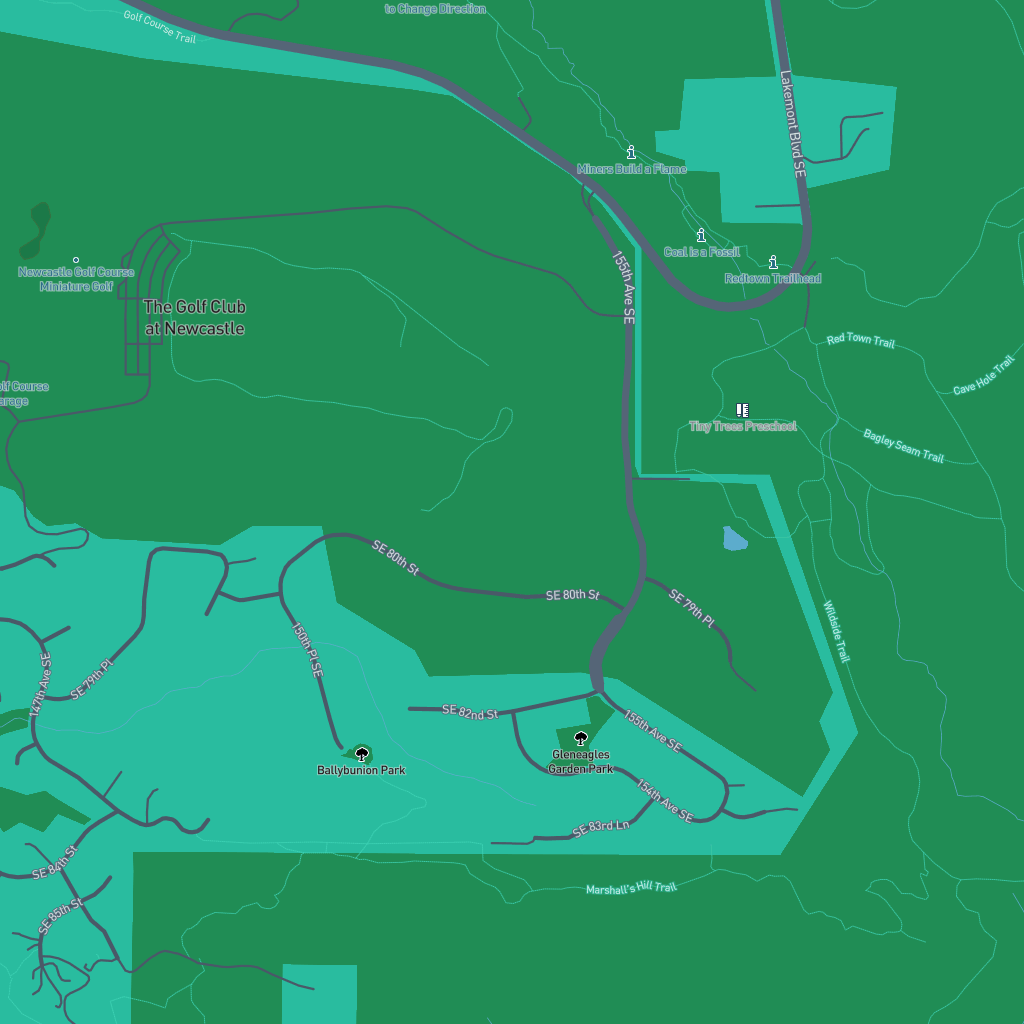 to Change Direction
Golf Course Trail
Lakemont Blvd SE
Miners Build a Flame
Coal is a Fossil
Redtown Trailhead
155th Ave SE
Newcastle Golf Course
Miniature Golf
The Golf Club
at Newcastle
Red Town Trail
Cave Hole Trail
olf Course
arage
Tiny Trees Preschool
Bagley Seam Trail
SE 80th St
SE 80th St
SE 79th Pl
Wildside Trail
150th Pl SE
147th Ave SE
SE 79th Pl
SE 82nd St
155th Ave SE
Gleneagles
Garden Park
Ballybunion Park
154th Ave SE
SE 83rd Ln
SE 84th St
Marshall's Hill Trail
SE 85th St